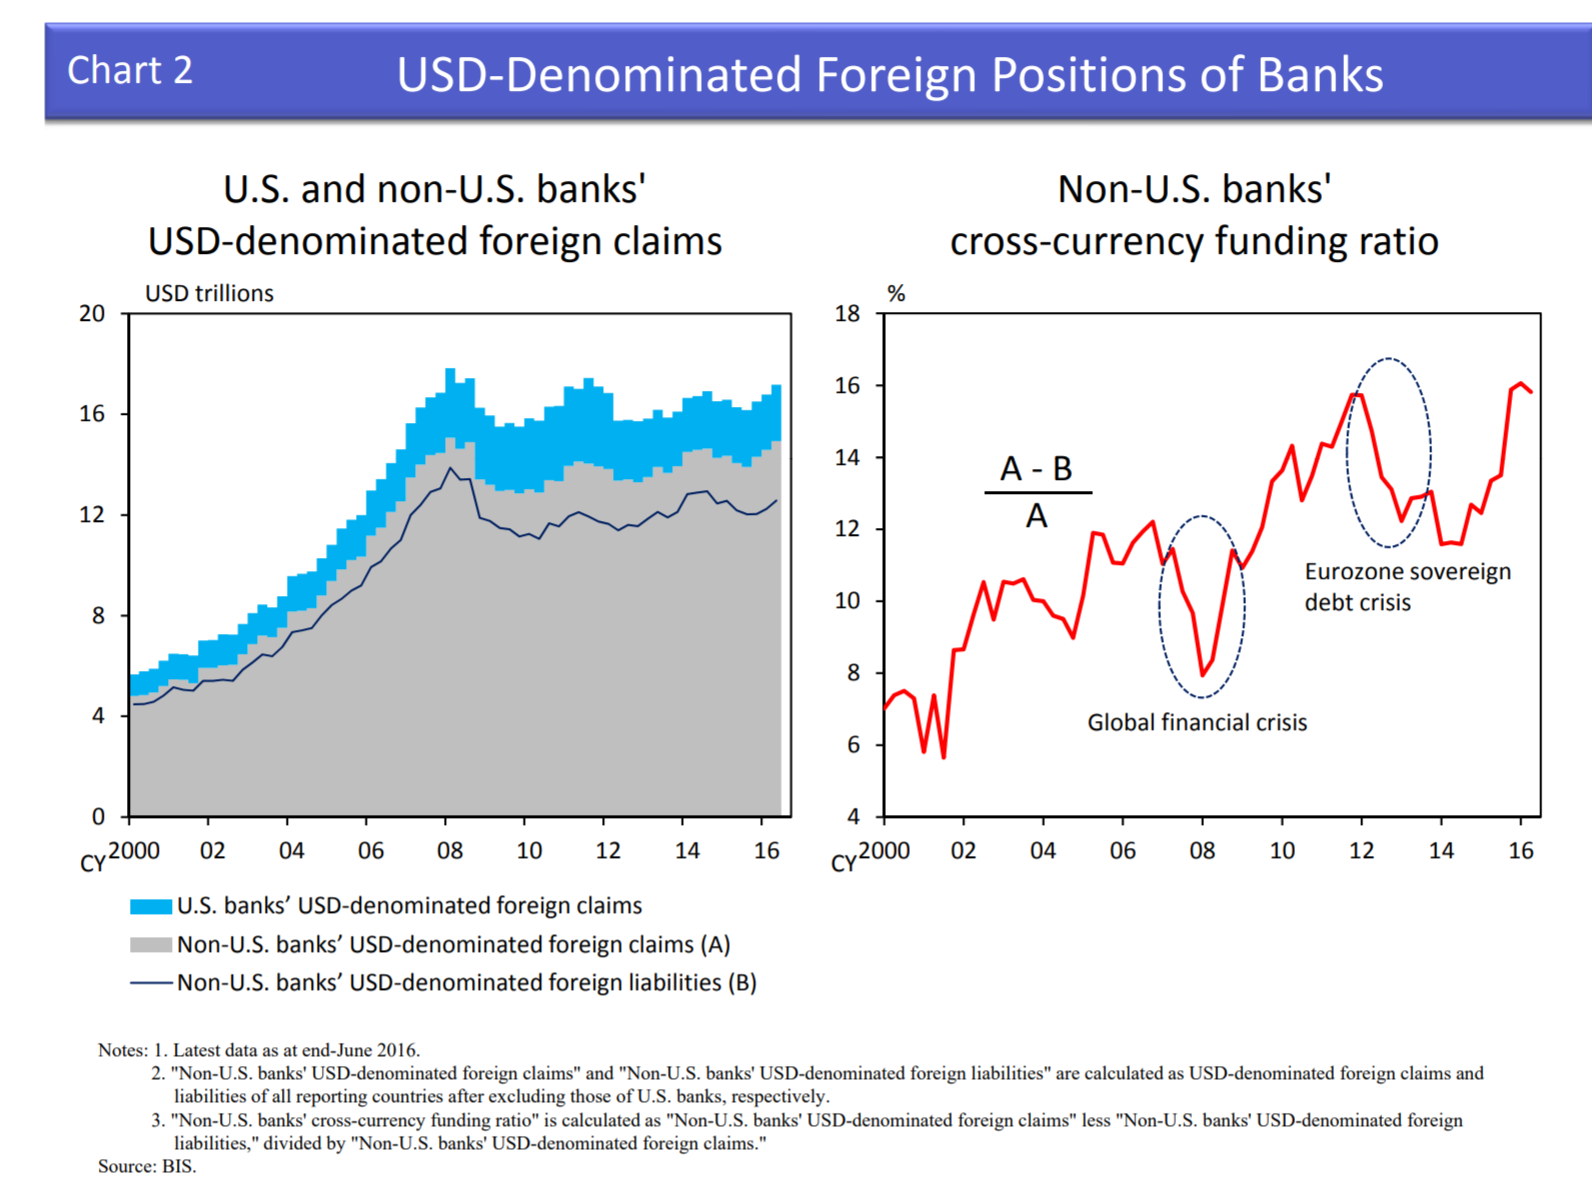 Chart 2
USD-Denominated Foreign Positions of Banks
U.S. and non-U.S. banks'
USD-denominated foreign claims
USD trillions
20
16
12
8
4
0
CY 2000 02 04 06 08 10 12 14 16
U.S. banks’ USD-denominated foreign claims
Non-U.S. banks’ USD-denominated foreign claims (A)
Non-U.S. banks’ USD-denominated foreign liabilities (B)
Non-U.S. banks'
cross-currency funding ratio
%
18
16
14
12
10
8
6
4
A - B
A
Global financial crisis
Eurozone sovereign
debt crisis
CY 2000 02 04 06 08 10 12 14 16
Notes: 1. Latest data as at end-June 2016.
2. "Non-U.S. banks' USD-denominated foreign claims" and "Non-U.S. banks' USD-denominated foreign liabilities" are calculated as USD-denominated foreign claims and
liabilities of all reporting countries after excluding those of U.S. banks, respectively.
3. "Non-U.S. banks' cross-currency funding ratio" is calculated as "Non-U.S. banks' USD-denominated foreign claims" less "Non-U.S. banks' USD-denominated foreign
liabilities," divided by "Non-U.S. banks' USD-denominated foreign claims."
Source: BIS.